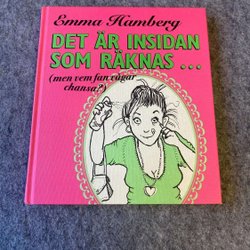 Emma Hamberg
DET ÄR INSIDAN
SOM RÄKNAS ...
(men vem fan vågar
chansa?)